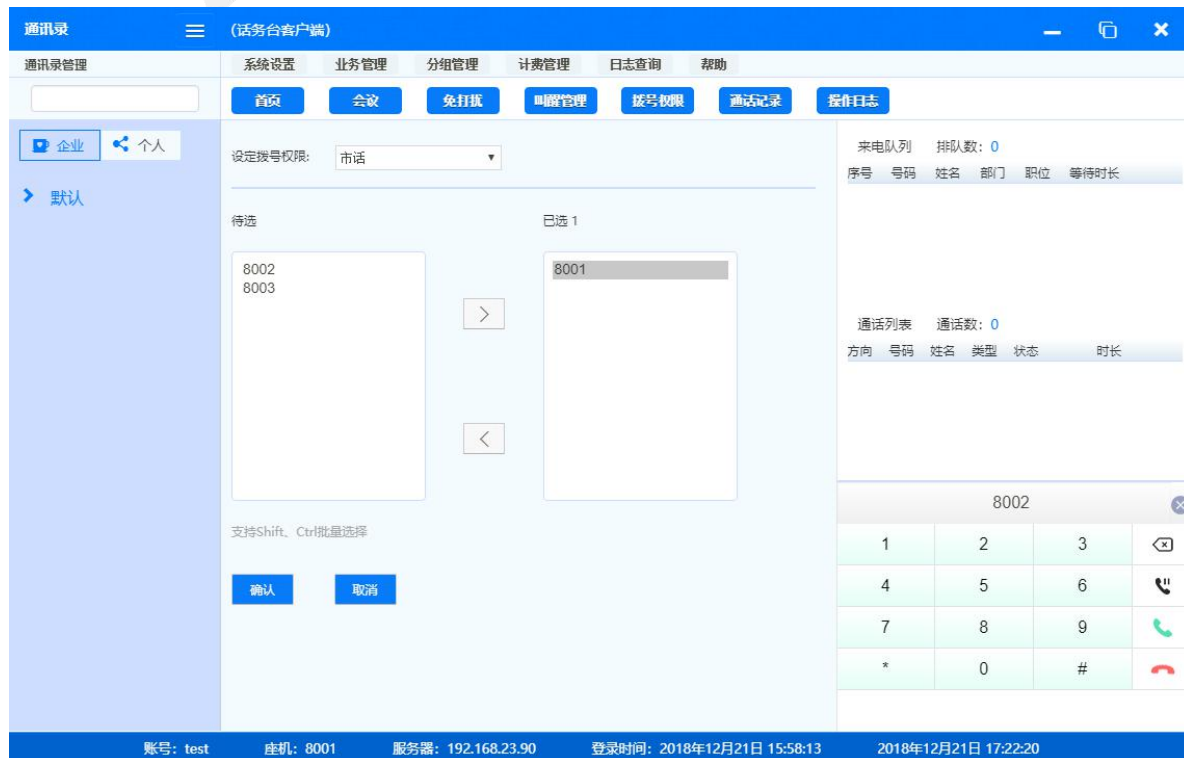 通讯录
(话务台客户端)
通讯录管理
系统设置 业务管理 分组管理 计费管理 日志查询 帮助
首页 会议 免打扰 叫醒管理 拨号权限 通话记录 操作日志
企业 个人
默认
设定拨号权限: 市话
待选 已选 1
8002
8003
8001
支持Shift、Ctrl批量选择
确认 取消
来电队列 排队数: 0
序号 号码 姓名 部门 职位 等待时长
通话列表 通话数: 0
方向 号码 姓名 类型 状态 时长
8002
1 2 3
4 5 6
7 8 9
* 0 #
账号: test 座机: 8001 服务器: 192.168.23.90 登录时间: 2018年12月21日 15:58:13 2018年12月21日 17:22:20